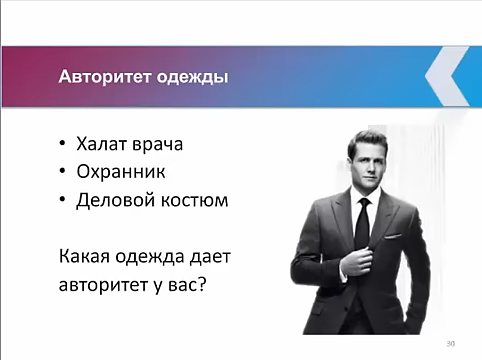 Авторитет одежды
• Халат врача
• Охранник
• Деловой костюм
Какая одежда дает
авторитет у вас?
30